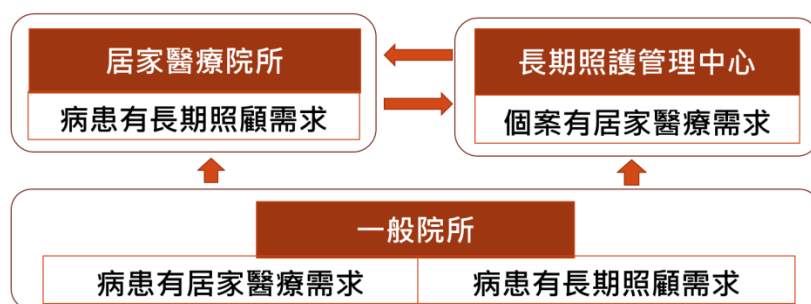 居家醫療院所
病患有長期照顧需求
長期照護管理中心
個案有居家醫療需求
一般院所
病患有居家醫療需求
病患有長期照顧需求